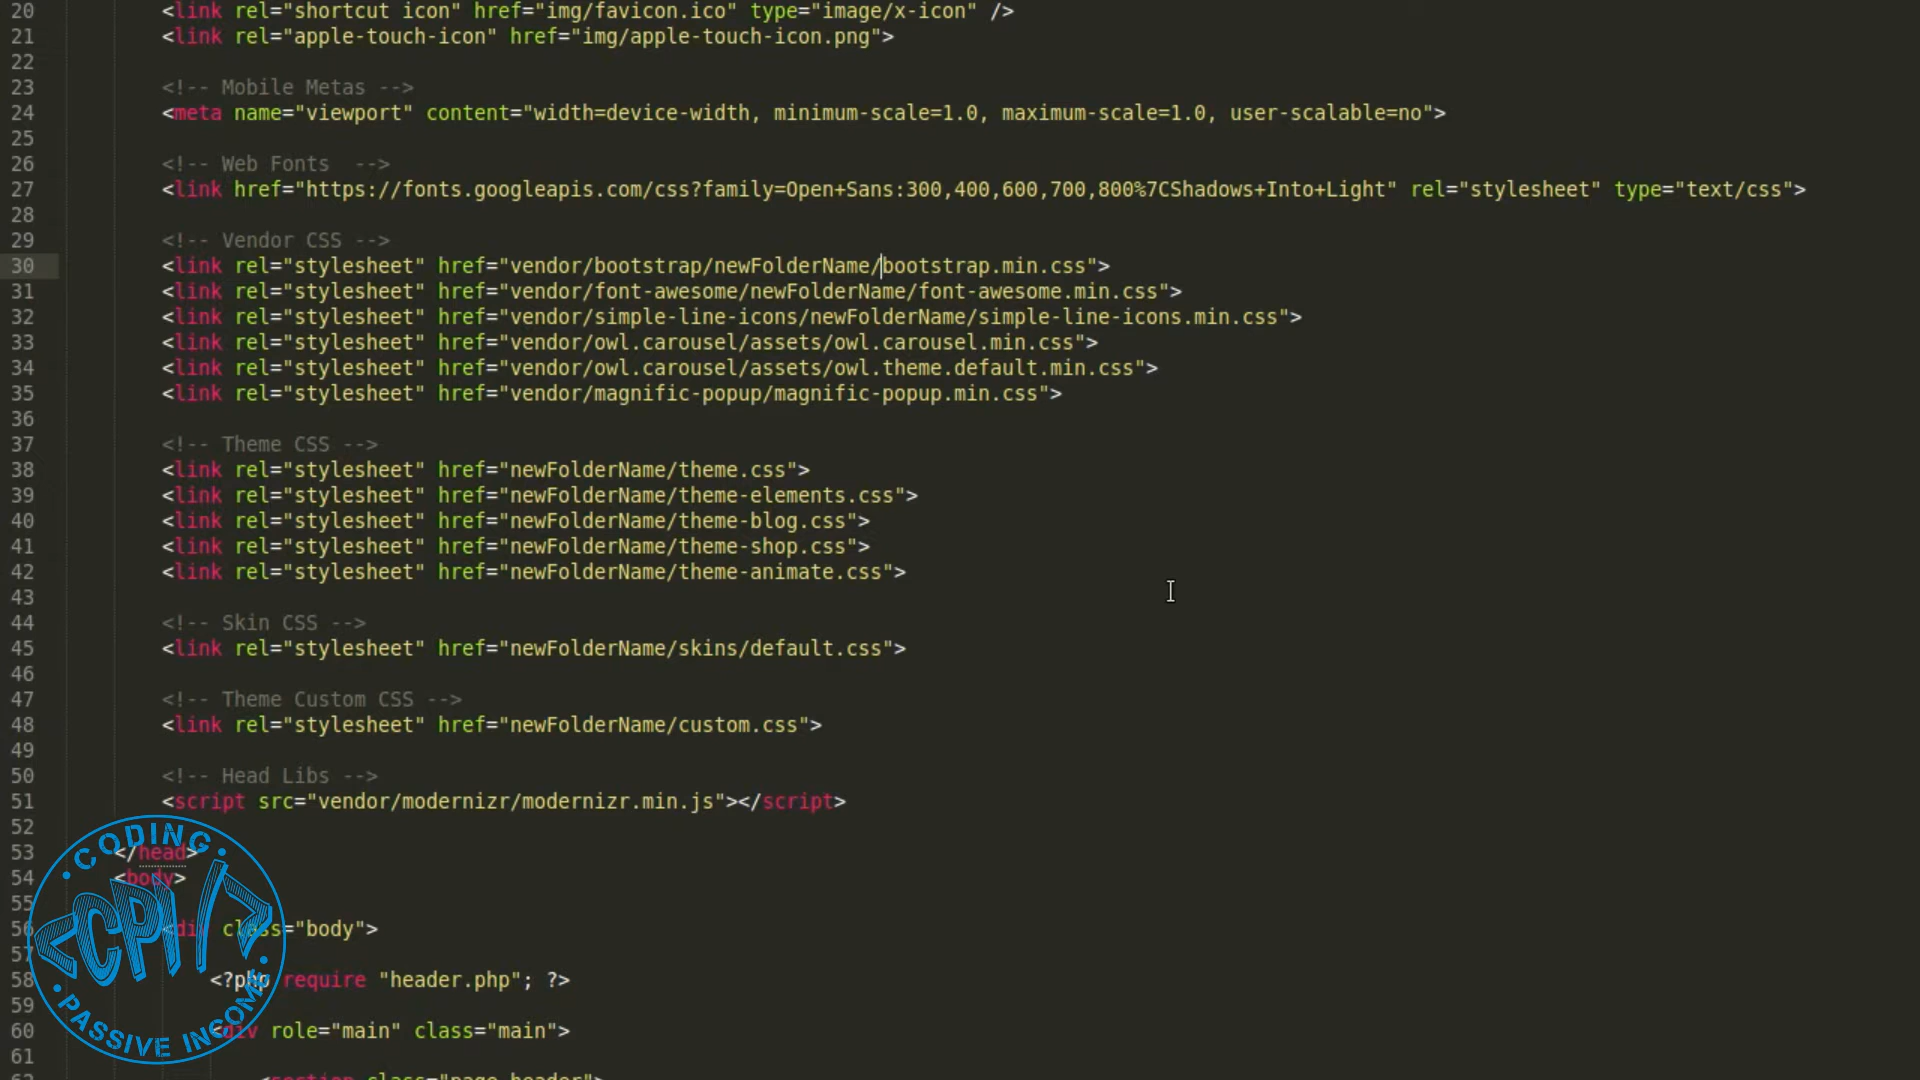 20 <link rel="shortcut icon" href="img/favicon.ico" type="image/x-icon" />
21 <link rel="apple-touch-icon" href="img/apple-touch-icon.png">
22
23 <!-- Mobile Metas -->
24 <meta name="viewport" content="width=device-width, minimum-scale=1.0, maximum-scale=1.0, user-scalable=no">
25
26 <!-- Web Fonts  -->
27 <link href="https://fonts.googleapis.com/css?family=Open+Sans:300,400,600,700,800%7CShadows+Into+Light" rel="stylesheet" type="text/css">
28
29 <!-- Vendor CSS -->
30 <link rel="stylesheet" href="vendor/bootstrap/newFolderName/bootstrap.min.css">
31 <link rel="stylesheet" href="vendor/font-awesome/newFolderName/font-awesome.min.css">
32 <link rel="stylesheet" href="vendor/simple-line-icons/newFolderName/simple-line-icons.min.css">
33 <link rel="stylesheet" href="vendor/owl.carousel/assets/owl.carousel.min.css">
34 <link rel="stylesheet" href="vendor/owl.carousel/assets/owl.theme.default.min.css">
35 <link rel="stylesheet" href="vendor/magnific-popup/magnific-popup.min.css">
36
37 <!-- Theme CSS -->
38 <link rel="stylesheet" href="newFolderName/theme.css">
39 <link rel="stylesheet" href="newFolderName/theme-elements.css">
40 <link rel="stylesheet" href="newFolderName/theme-blog.css">
41 <link rel="stylesheet" href="newFolderName/theme-shop.css">
42 <link rel="stylesheet" href="newFolderName/theme-animate.css">
43
44 <!-- Skin CSS -->
45 <link rel="stylesheet" href="newFolderName/skins/default.css">
46
47 <!-- Theme Custom CSS -->
48 <link rel="stylesheet" href="newFolderName/custom.css">
49
50 <!-- Head Libs -->
51 <script src="vendor/modernizr/modernizr.min.js"></script>
52
53 </head>
54 <body>
55
56 <div class="body">
57
58 <?php require "header.php"; ?>
59
60 <div role="main" class="main">
61
62 <section class="page-header">
CODING
<CPI/>
PASSIVE INCOME